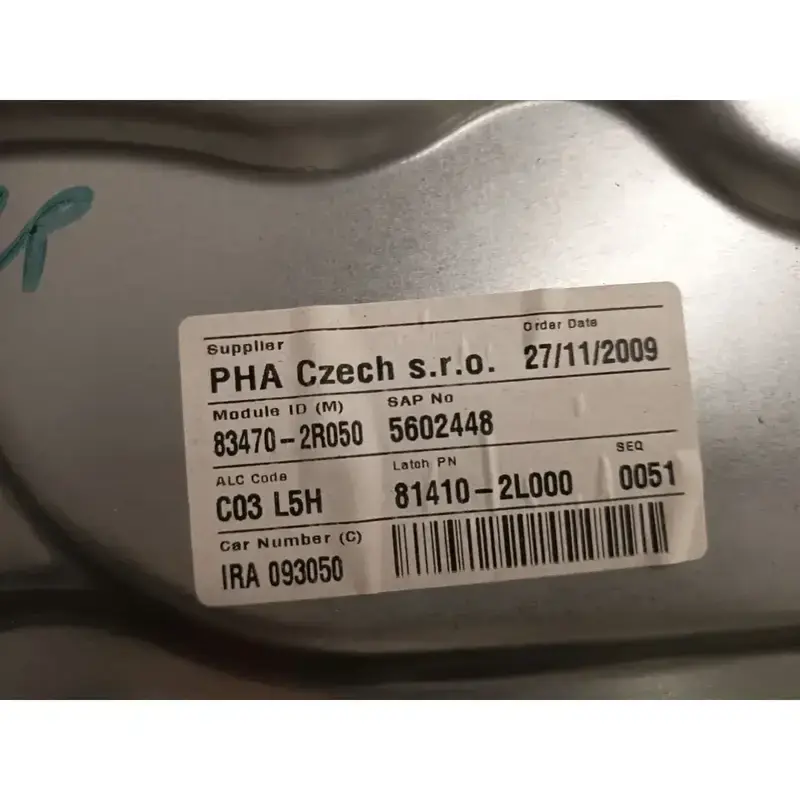 Supplier
Order Date
PHA Czech s.r.o.
27/11/2009
Module ID (M)
SAP No
83470-2R050
5602448
ALC Code
Latch PN
SEQ
C03 L5H
81410-2L000
0051
Car Number (C)
IRA 093050